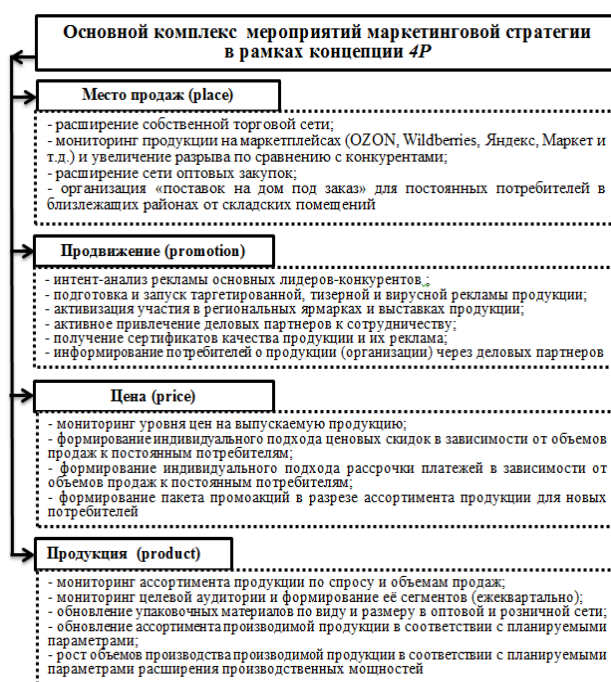 Основной комплекс мероприятий маркетинговой стратегии
в рамках концепции 4P
Место продаж (place)
- расширение собственной торговой сети;
- мониторинг продукции на маркетплейсах (OZON, Wildberries, Яндекс, Маркет и
т.д.) и увеличение разрыва по сравнению с конкурентами;
- расширение сети оптовых закупок;
- организация «поставок на дом под заказ» для постоянных потребителей в
близлежащих районах от складских помещений
Продвижение (promotion)
- интент-анализ рекламы основных лидеров-конкурентов ;
- подготовка и запуск таргетированной, тизерной и вирусной рекламы продукции;
- активизация участия в региональных ярмарках и выставках продукции;
- активное привлечение деловых партнеров к сотрудничеству;
- получение сертификатов качества продукции и их реклама;
- информирование потребителей о продукции (организации) через деловых партнеров
Цена (price)
- мониторинг уровня цен на выпускаемую продукцию;
- формирование индивидуального подхода ценовых скидок в зависимости от объемов
продаж к постоянным потребителям;
- формирование индивидуального подхода рассрочки платежей в зависимости от
объемов продаж к постоянным потребителям;
- формирование пакета промоакций в разрезе ассортимента продукции для новых
потребителей
Продукция (product)
- мониторинг ассортимента продукции по спросу и объемам продаж;
- мониторинг целевой аудитории и формирование её сегментов (ежеквартально);
- обновление упаковочных материалов по виду и размеру в оптовой и розничной сети;
- обновление ассортимента производимой продукции в соответствии с планируемыми
параметрами;
- рост объемов производства производимой продукции в соответствии с планируемыми
параметрами расширения производственных мощностей